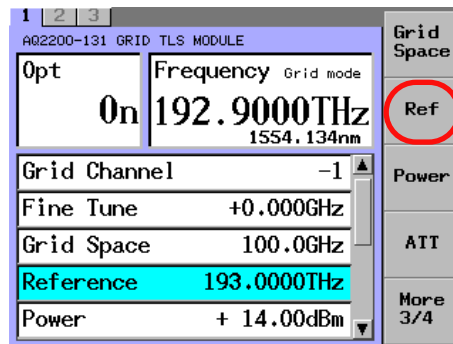 1 2 3
AQ2200-131 GRID TLS MODULE
Opt
On
Frequency Grid mode
192.9000THz
1554.134nm
Grid Channel -1
Fine Tune +0.000GHz
Grid Space 100.0GHz
Reference 193.0000THz
Power + 14.00dBm
Grid
Space
Ref
Power
ATT
More
3/4